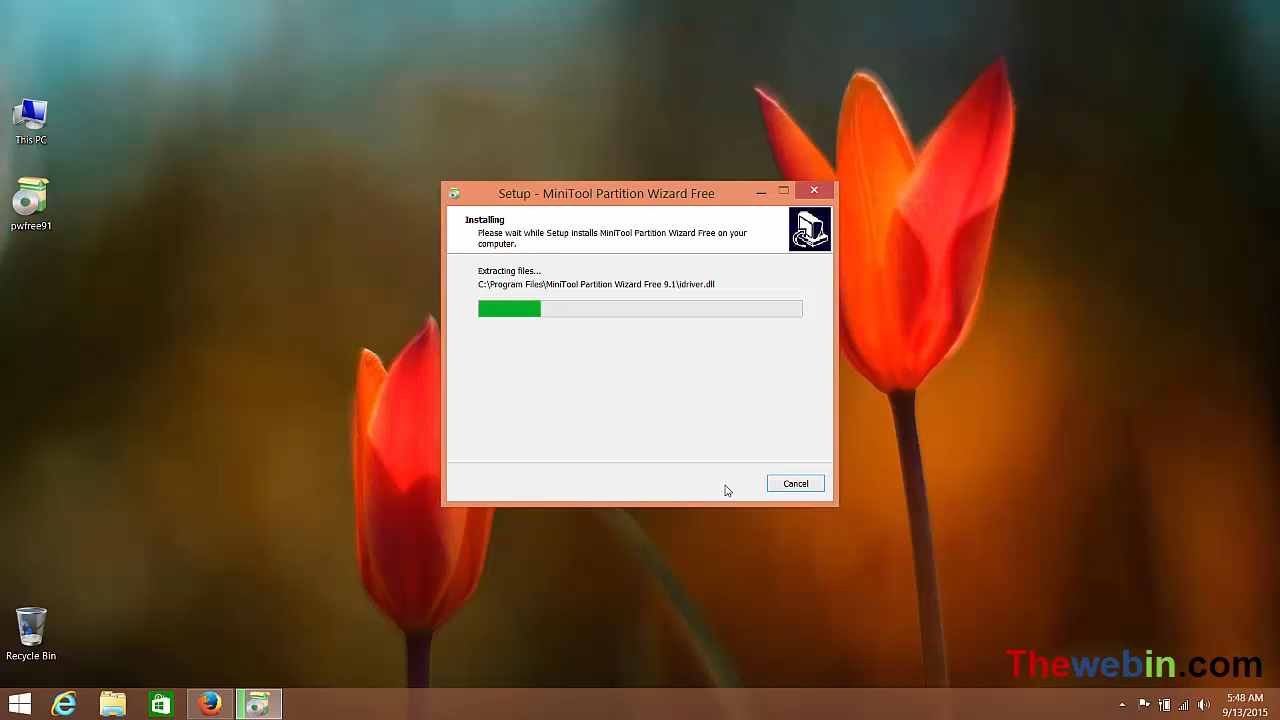 This PC
pwfree91
Setup - MiniTool Partition Wizard Free
Installing
Please wait while Setup installs MiniTool Partition Wizard Free on your
computer.
Extracting files...
C:\Program Files\MiniTool Partition Wizard Free 9.1\idriver.dll
Cancel
Recycle Bin
Thewebin.com
5:48 AM
9/13/2015